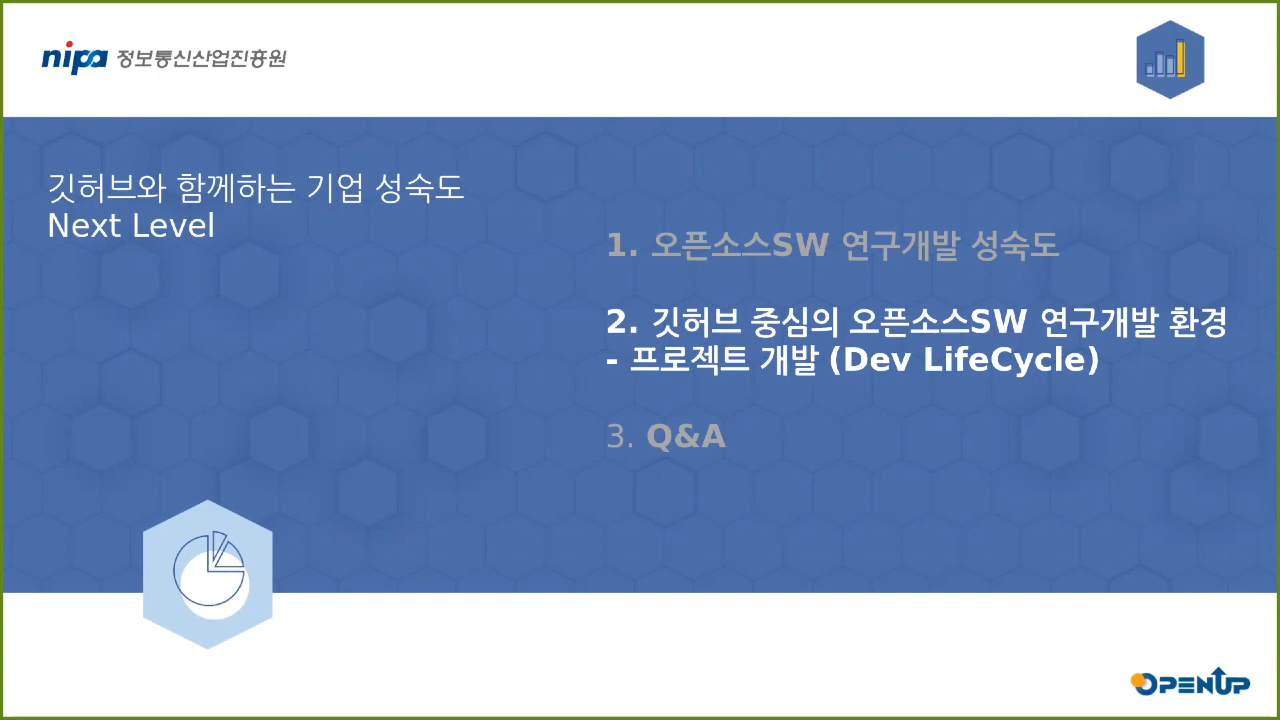 nipa 정보통신산업진흥원
깃허브와 함께하는 기업 성숙도
Next Level
1. 오픈소스SW 연구개발 성숙도
2. 깃허브 중심의 오픈소스SW 연구개발 환경
- 프로젝트 개발 (Dev LifeCycle)
3. Q&A
OPENUP